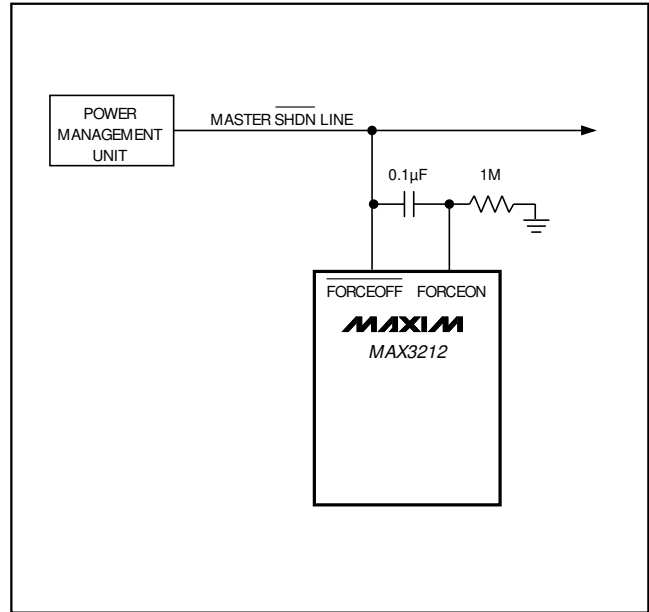 POWER
MANAGEMENT
UNIT
MASTER SHDN LINE
0.1µF
1M
FORCEOFF FORCEON
MAXIM
MAX3212